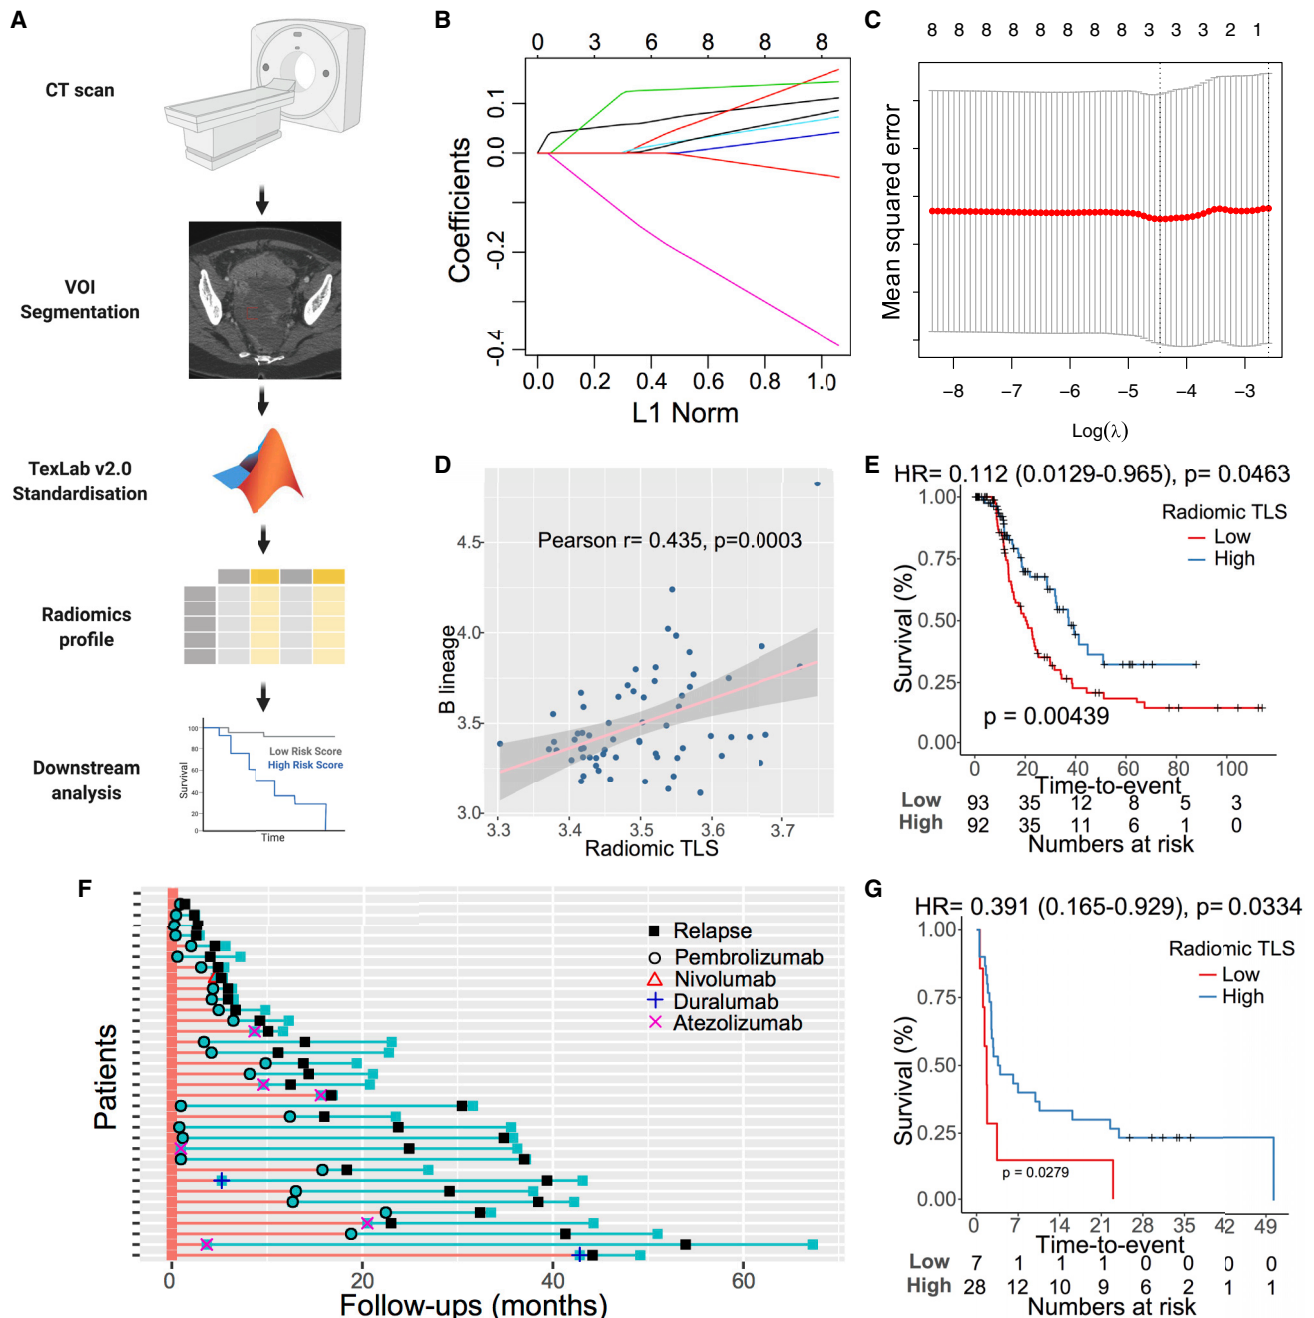 A
CT scan
VOI
Segmentation
TexLab v2.0
Standardisation
Radiomics
profile
Downstream
analysis
Survival
100
80
60
40
20
0
Low Risk Score
High Risk Score
Time
B
0 3 6 8 8 8
Coefficients
0.1
0.0
-0.2
-0.4
0.0 0.2 0.4 0.6 0.8 1.0
L1 Norm
C
8 8 8 8 8 8 8 8 3 3 3 2 1
Mean squared error
−8 −7 −6 −5 −4 −3
Log(λ)
D
Pearson r= 0.435, p=0.0003
B lineage
4.5
4.0
3.5
3.0
3.3 3.4 3.5 3.6 3.7
Radiomic TLS
E
HR= 0.112 (0.0129-0.965), p= 0.0463
Radiomic TLS
Low
High
Survival (%)
1.00
0.75
0.50
0.25
0.00
p = 0.00439
0 20 40 60 80 100
Time-to-event
Low 93 35 12 8 5 3
High 92 35 11 6 1 0
Numbers at risk
F
Relapse
Pembrolizumab
Nivolumab
Duralumab
Atezolizumab
Patients
0 20 40 60
Follow-ups (months)
G
HR= 0.391 (0.165-0.929), p= 0.0334
Radiomic TLS
Low
High
Survival (%)
1.00
0.75
0.50
0.25
0.00
p = 0.0279
0 7 14 21 28 35 42 49
Time-to-event
Low 7 1 1 1 0 0 0 0
High 28 12 10 9 6 2 1 1
Numbers at risk